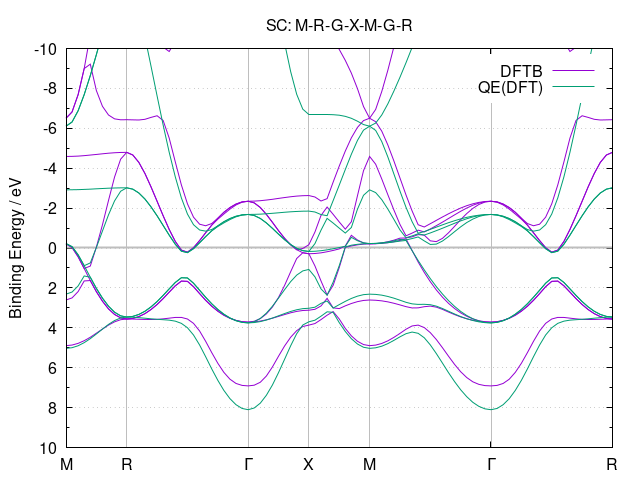 SC: M-R-G-X-M-G-R
-10
-8
-6
-4
-2
0
2
4
6
8
10
Binding Energy / eV
DFTB
QE(DFT)
M R Γ X M Γ R